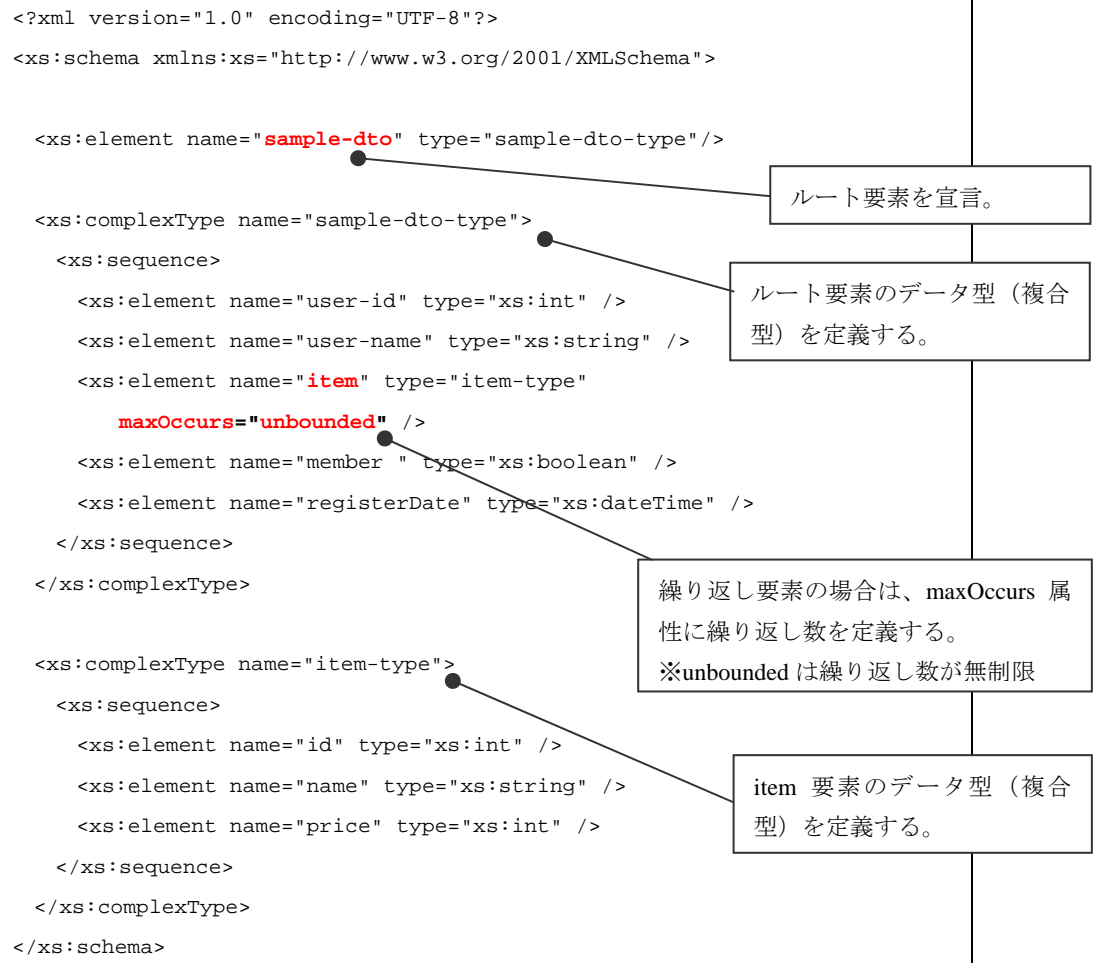 <?xml version="1.0" encoding="UTF-8"?>
<xs:schema xmlns:xs="http://www.w3.org/2001/XMLSchema">
<xs:element name="sample-dto" type="sample-dto-type"/>
ルート要素を宣言。
<xs:complexType name="sample-dto-type">
<xs:sequence>
ルート要素のデータ型（複合
型）を定義する。
<xs:element name="user-id" type="xs:int" />
<xs:element name="user-name" type="xs:string" />
<xs:element name="item" type="item-type"
maxOccurs="unbounded" />
<xs:element name="member " type="xs:boolean" />
<xs:element name="registerDate" type="xs:dateTime" />
</xs:sequence>
</xs:complexType>
繰り返し要素の場合は、maxOccurs 属
性に繰り返し数を定義する。
※unbounded は繰り返し数が無制限
<xs:complexType name="item-type">
<xs:sequence>
<xs:element name="id" type="xs:int" />
<xs:element name="name" type="xs:string" />
<xs:element name="price" type="xs:int" />
item 要素のデータ型（複合
型）を定義する。
</xs:sequence>
</xs:complexType>
</xs:schema>